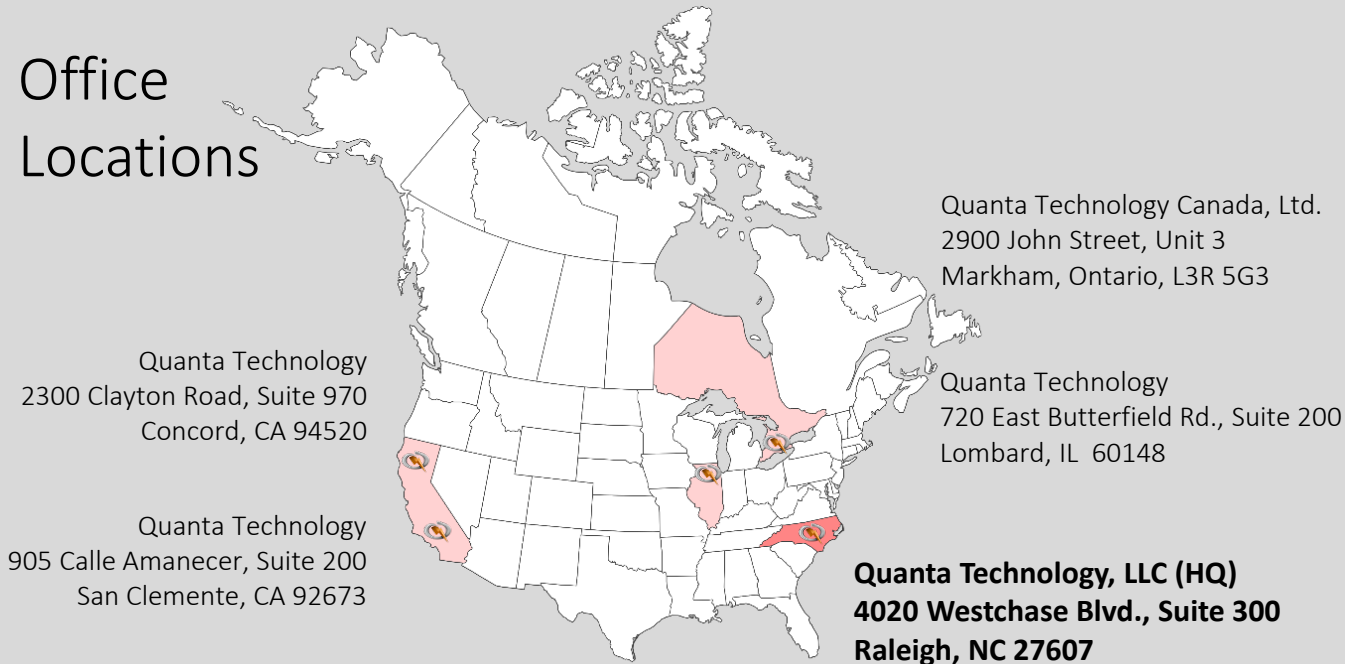 Office
Locations
Quanta Technology Canada, Ltd.
2900 John Street, Unit 3
Markham, Ontario, L3R 5G3
Quanta Technology
2300 Clayton Road, Suite 970
Concord, CA 94520
Quanta Technology
720 East Butterfield Rd., Suite 200
Lombard, IL  60148
Quanta Technology
905 Calle Amanecer, Suite 200
San Clemente, CA 92673
Quanta Technology, LLC (HQ)
4020 Westchase Blvd., Suite 300
Raleigh, NC 27607